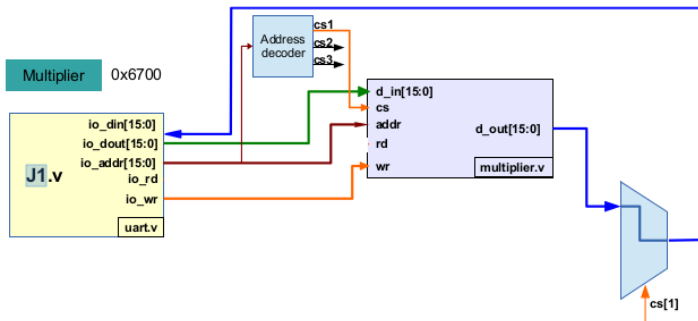 cs1
Address
decoder
cs2
cs3
Multiplier 0x6700
d_in[15:0]
cs
addr
d_out[15:0]
rd
wr
multiplier.v
io_din[15:0]
io_dout[15:0]
io_addr[15:0]
J1.v
io_rd
io_wr
uart.v
cs[1]